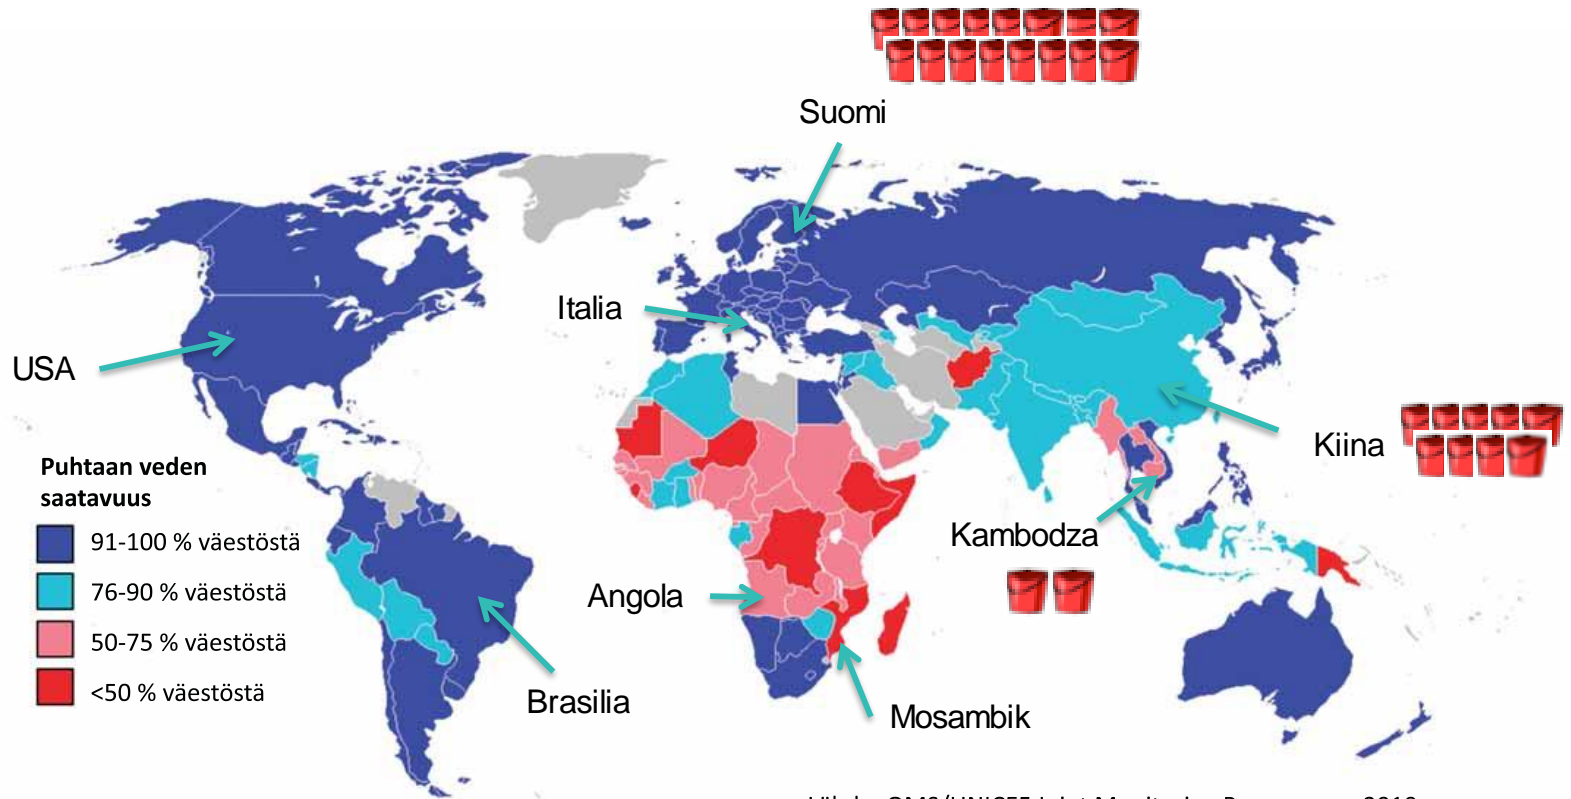 Suomi
Italia
USA
Kiina
Puhtaan veden
saatavuus
91-100 % väestöstä
76-90 % väestöstä
50-75 % väestöstä
<50 % väestöstä
Kambodza
Angola
Brasilia
Mosambik